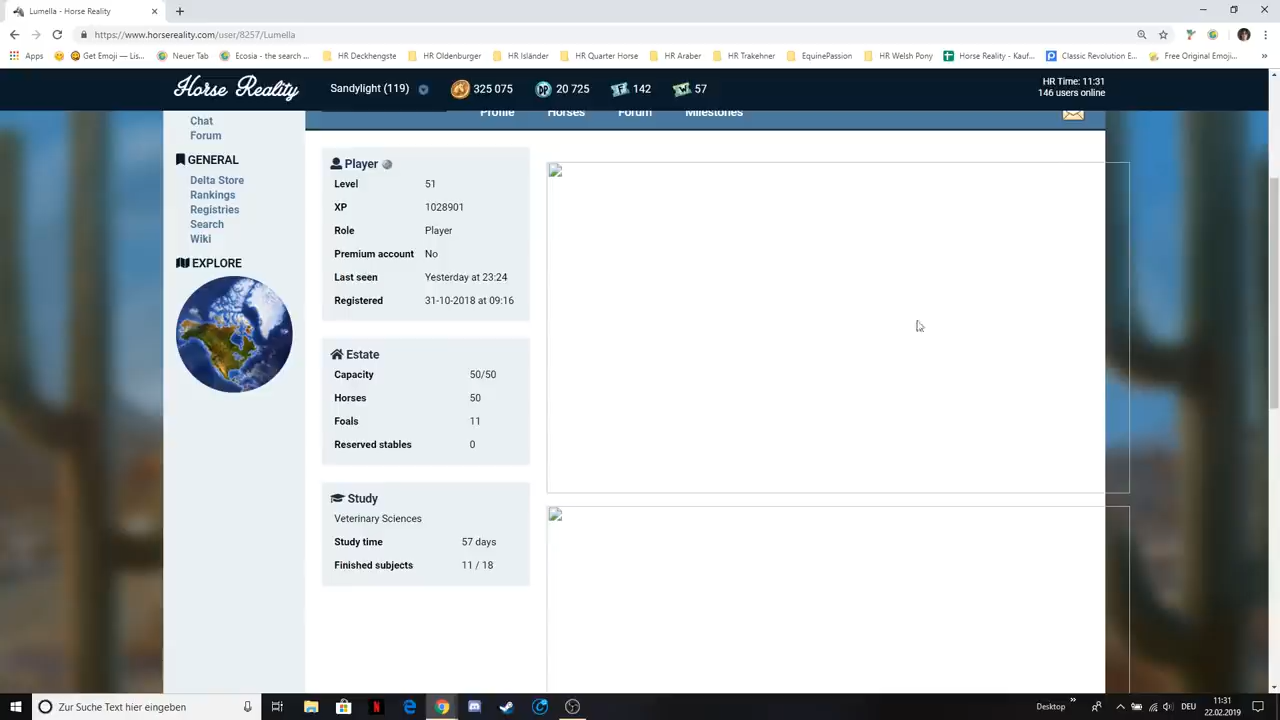 Lumella - Horse Reality
https://www.horsereality.com/user/8257/Lumella
Apps
Get Emoji — Lis...
Neuer Tab
Ecosia - the search ...
HR Deckhengste
HR Oldenburger
HR Isländer
HR Quarter Horse
HR Araber
HR Trakehner
EquinePassion
HR Welsh Pony
Horse Reality - Kauf...
Classic Revolution E...
Free Original Emoji...
Horse Reality
Sandylight (119)
325 075
DP
20 725
142
57
HR Time: 11:31
146 users online
Profile
Horses
Forum
Milestones
Chat
Forum
GENERAL
Delta Store
Rankings
Registries
Search
Wiki
EXPLORE
Player
Level 51
XP 1028901
Role Player
Premium account No
Last seen Yesterday at 23:24
Registered 31-10-2018 at 09:16
Estate
Capacity 50/50
Horses 50
Foals 11
Reserved stables 0
Study
Veterinary Sciences
Study time 57 days
Finished subjects 11 / 18
Zur Suche Text hier eingeben
Desktop
DEU
11:31
22.02.2019